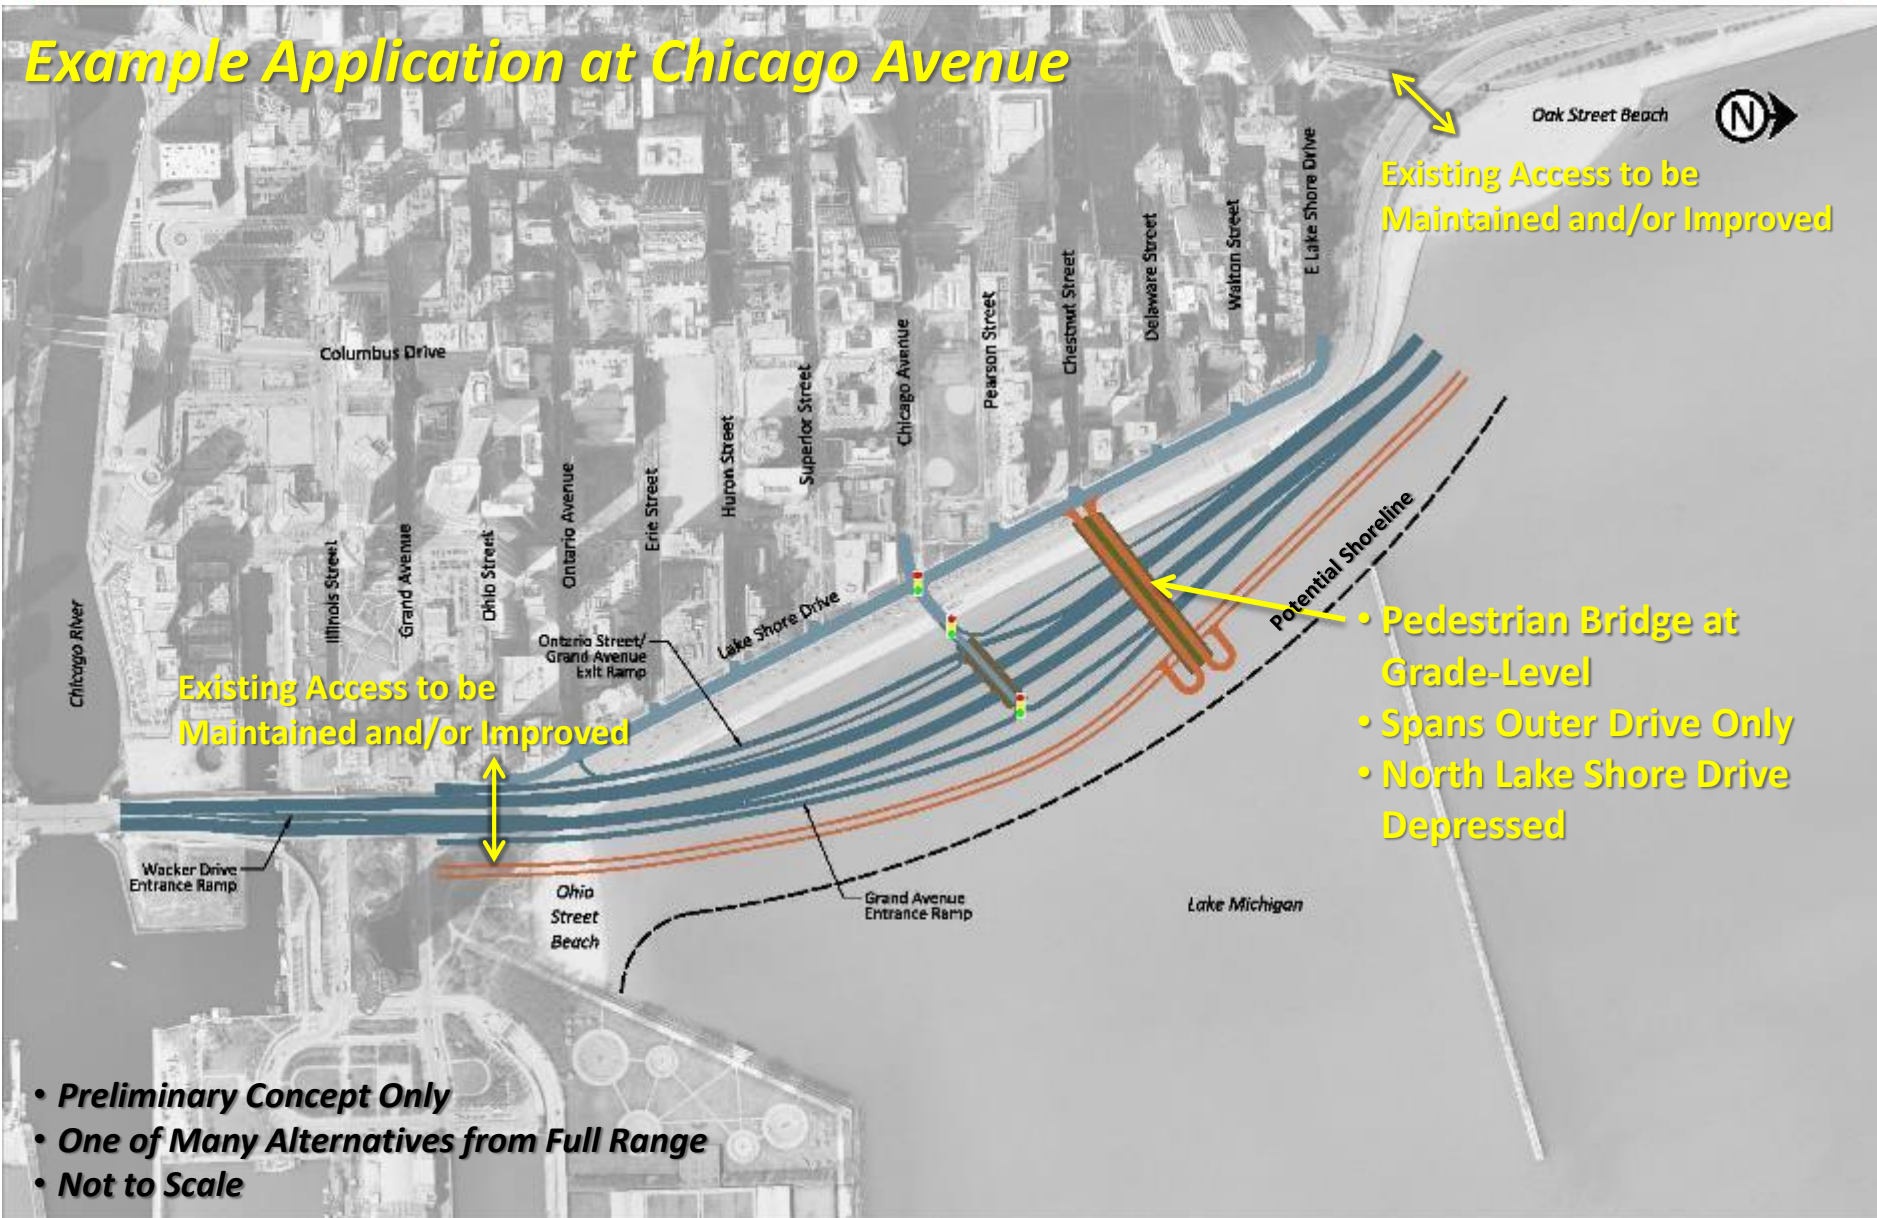 Example Application at Chicago Avenue
Oak Street Beach
N
Existing Access to be
Maintained and/or Improved
E Lake Shore Drive
Walton Street
Delaware Street
Chestnut Street
Pearson Street
Chicago Avenue
Superior Street
Huron Street
Erie Street
Ontario Avenue
Ohio Street
Grand Avenue
Illinois Street
Columbus Drive
Chicago River
Lake Shore Drive
Ontario Street/
Grand Avenue
Exit Ramp
Potential Shoreline
• Pedestrian Bridge at
Grade-Level
• Spans Outer Drive Only
• North Lake Shore Drive
Depressed
Existing Access to be
Maintained and/or Improved
Wacker Drive
Entrance Ramp
Ohio
Street
Beach
Grand Avenue
Entrance Ramp
Lake Michigan
• Preliminary Concept Only
• One of Many Alternatives from Full Range
• Not to Scale